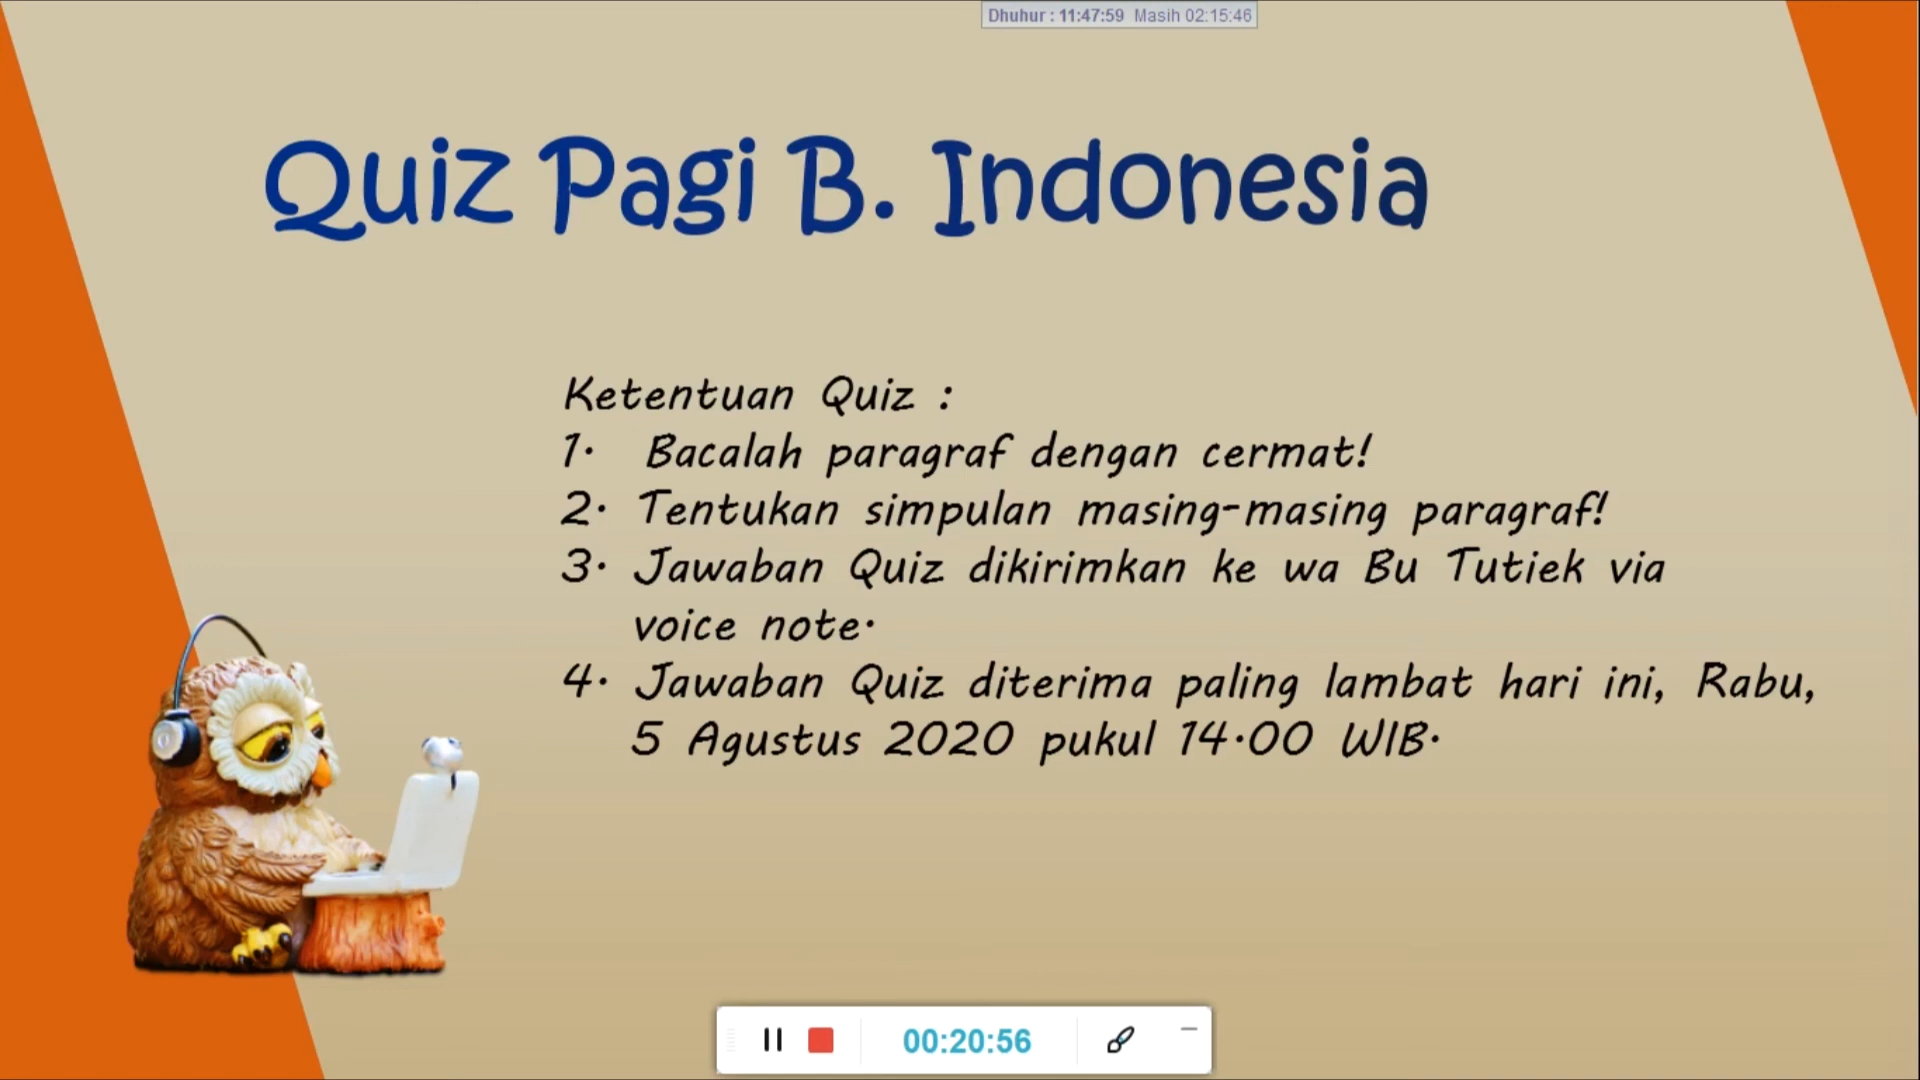 Dhuhur : 11:47:59 Masih 02:15:46
Quiz Pagi B. Indonesia
Ketentuan Quiz :
1. Bacalah paragraf dengan cermat!
2. Tentukan simpulan masing-masing paragraf!
3. Jawaban Quiz dikirimkan ke wa Bu Tutiek via
voice note.
4. Jawaban Quiz diterima paling lambat hari ini, Rabu,
5 Agustus 2020 pukul 14.00 WIB.
00:20:56